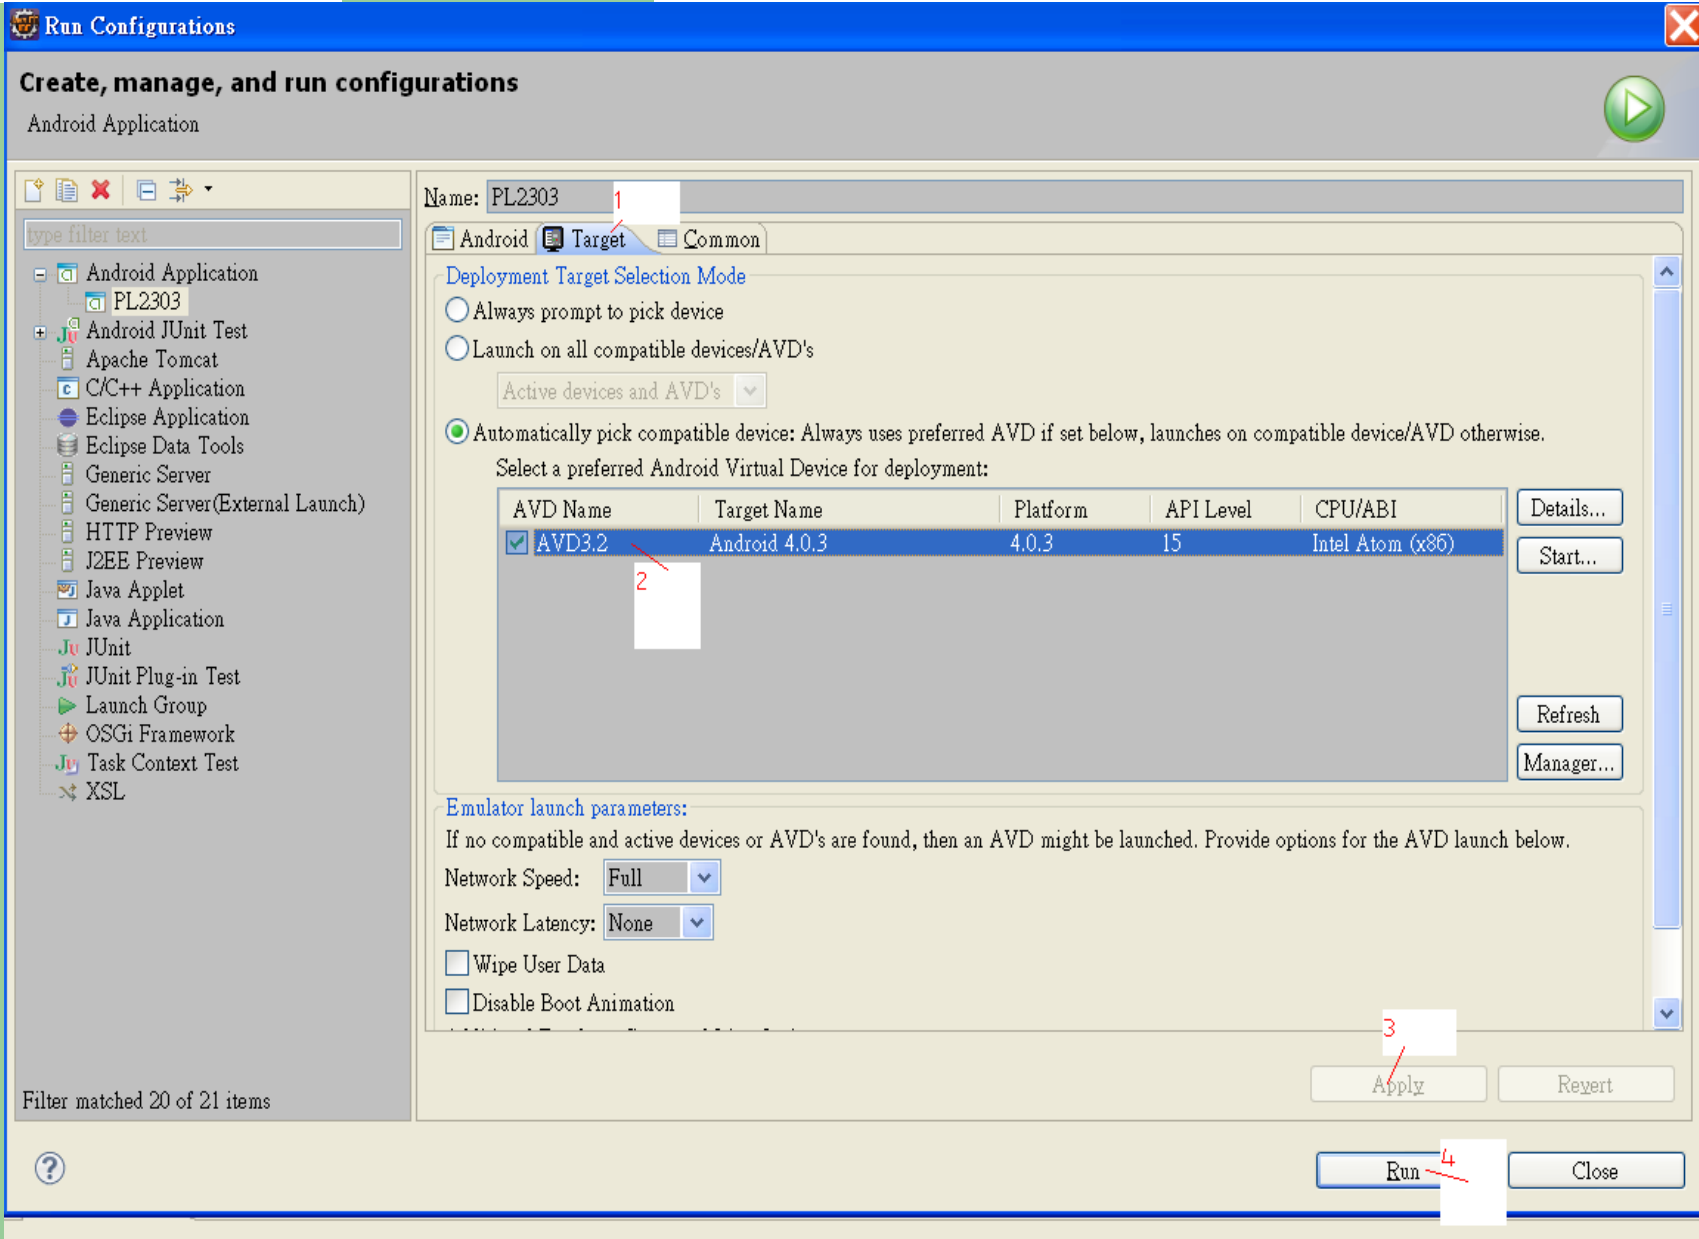 Run Configurations
Create, manage, and run configurations
Android Application
type filter text
Android Application
PL2303
Android JUnit Test
Apache Tomcat
C/C++ Application
Eclipse Application
Eclipse Data Tools
Generic Server
Generic Server(External Launch)
HTTP Preview
J2EE Preview
Java Applet
Java Application
JUnit
JUnit Plug-in Test
Launch Group
OSGi Framework
Task Context Test
XSL
Filter matched 20 of 21 items
Name: PL2303
1
Android Target Common
Deployment Target Selection Mode
Always prompt to pick device
Launch on all compatible devices/AVD's
Active devices and AVD's
Automatically pick compatible device: Always uses preferred AVD if set below, launches on compatible device/AVD otherwise.
Select a preferred Android Virtual Device for deployment:
AVD Name Target Name Platform API Level CPU/ABI
AVD3.2 Android 4.0.3 4.0.3 15 Intel Atom (x86)
2
Details...
Start...
Refresh
Manager...
Emulator launch parameters:
If no compatible and active devices or AVD's are found, then an AVD might be launched. Provide options for the AVD launch below.
Network Speed: Full
Network Latency: None
Wipe User Data
Disable Boot Animation
3
Apply Revert
4
Run Close